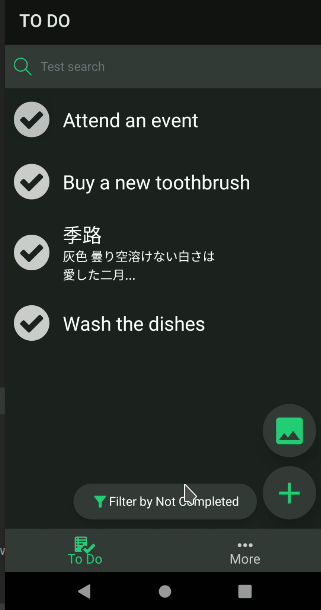 TO DO
Test search
Attend an event
Buy a new toothbrush
季路
灰色 曇り空溶けない白さは
愛した二月...
Wash the dishes
Filter by Not Completed
To Do
More